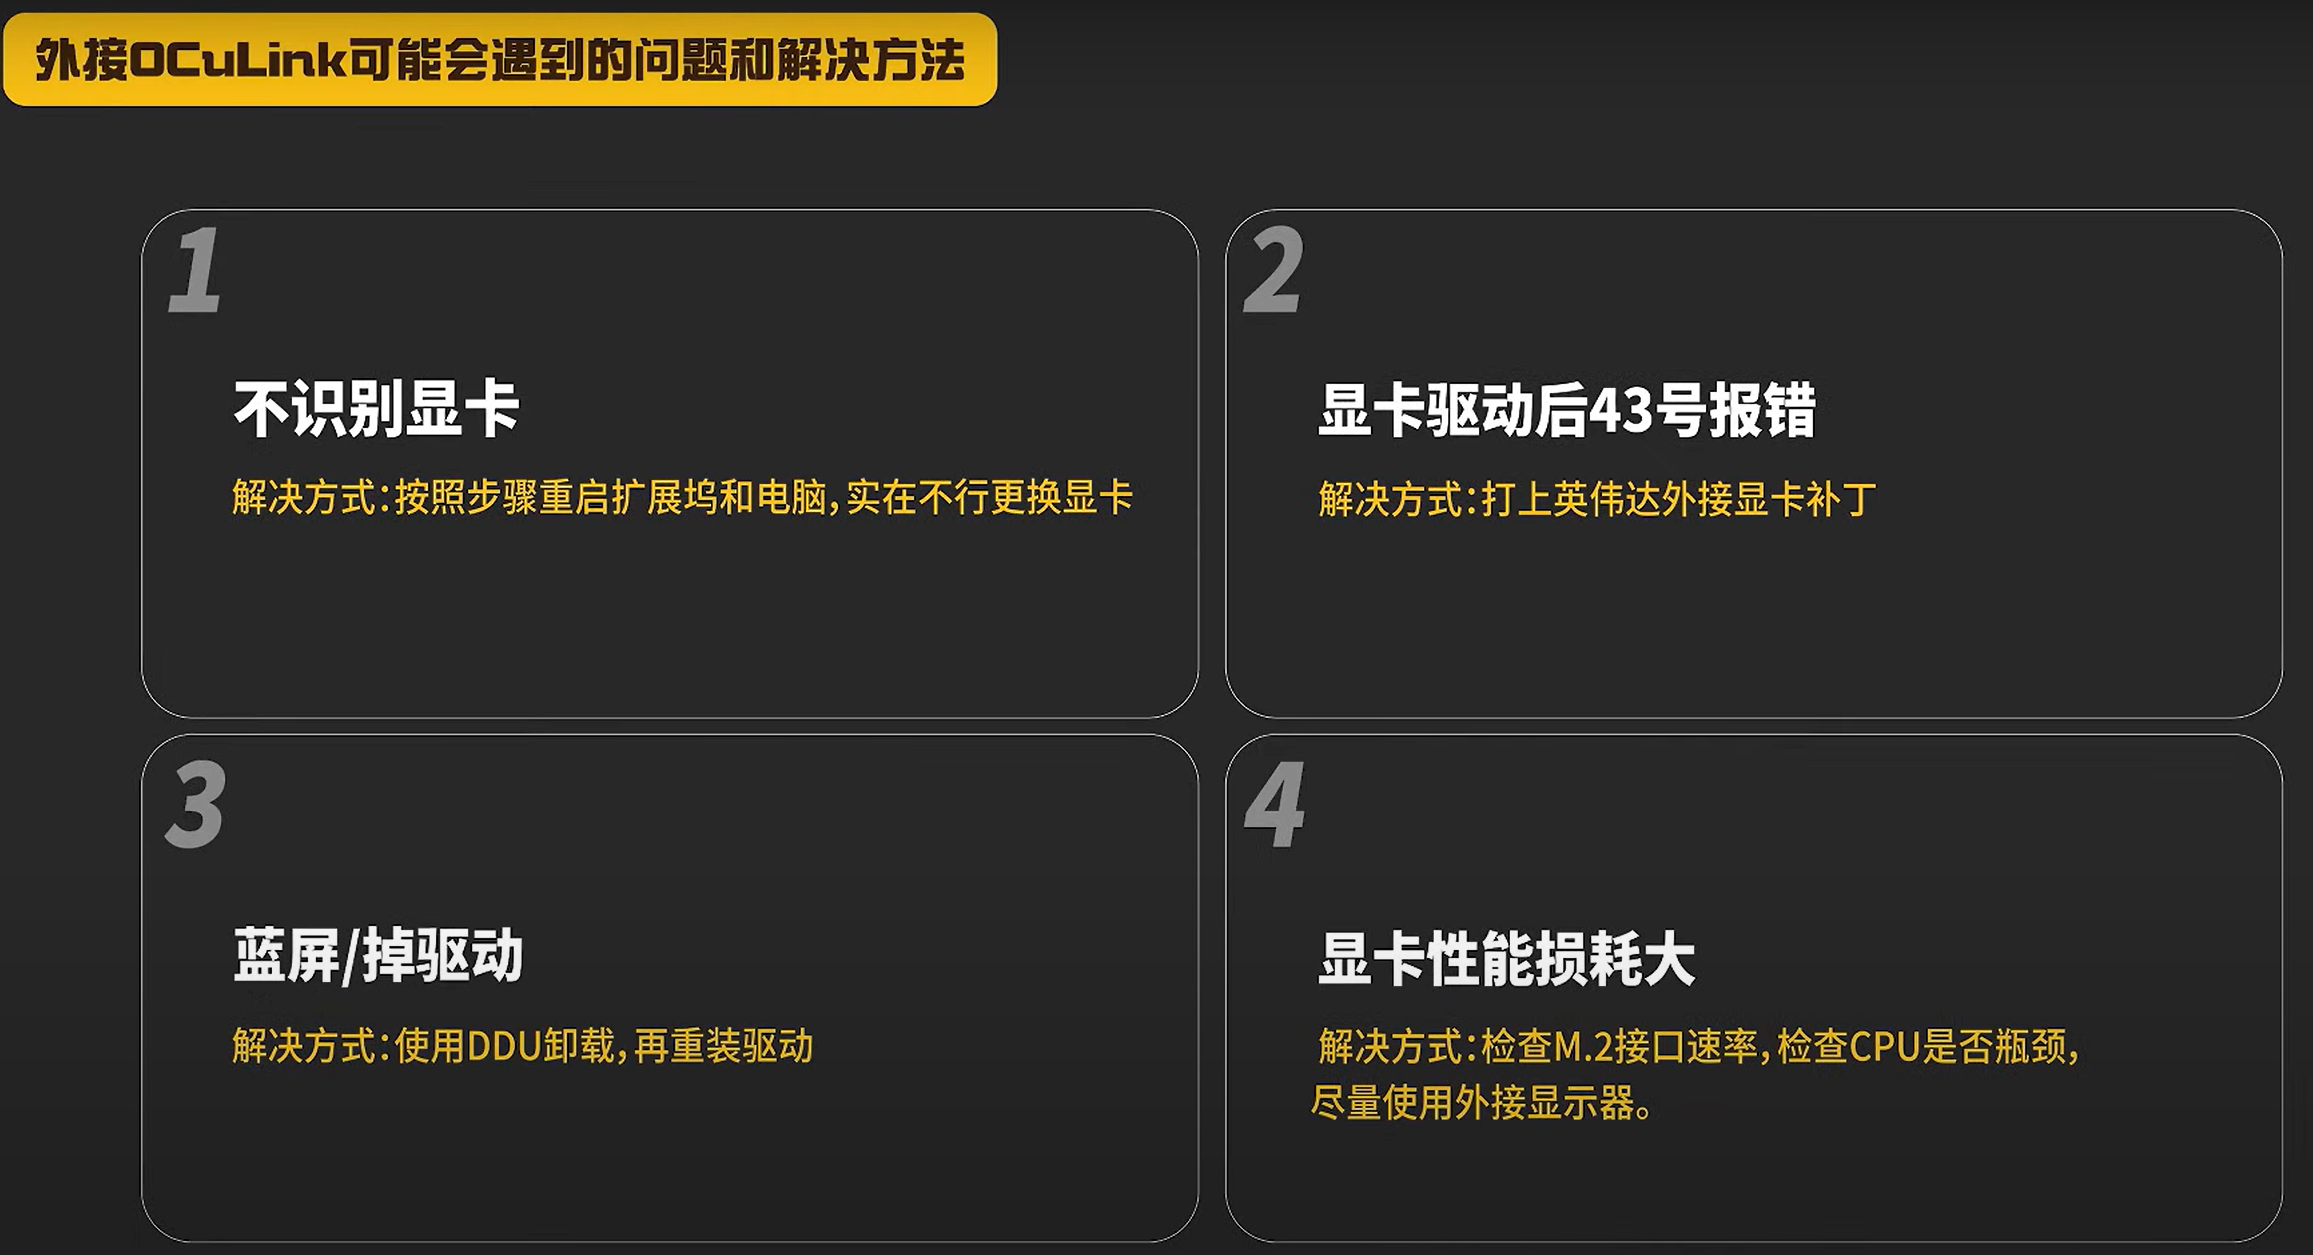 外接OCuLink可能会遇到的问题和解决方法
1
不识别显卡
解决方式：按照步骤重启扩展坞和电脑，实在不行更换显卡
2
显卡驱动后43号报错
解决方式：打上英伟达外接显卡补丁
3
蓝屏/掉驱动
解决方式：使用DDU卸载，再重装驱动
4
显卡性能损耗大
解决方式：检查M.2接口速率，检查CPU是否瓶颈，
尽量使用外接显示器。